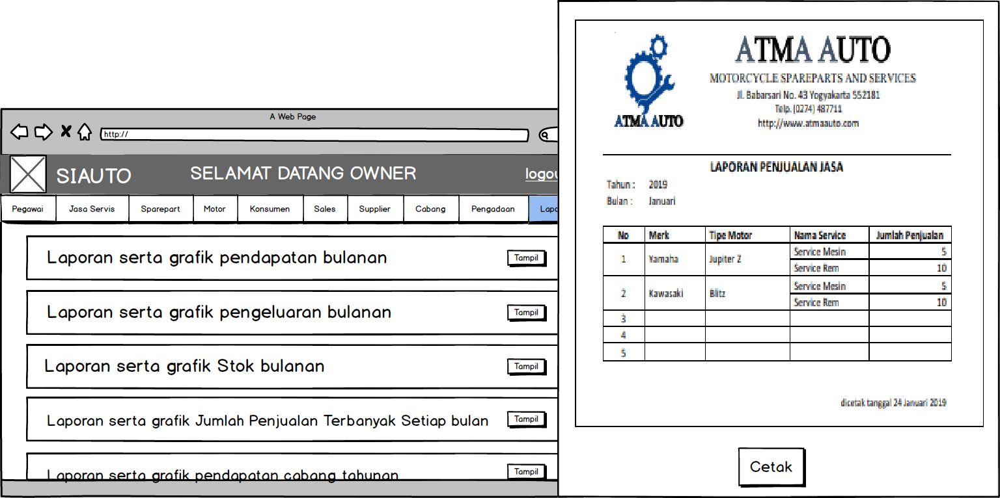 A Web Page
http://
SIAUTO
SELAMAT DATANG OWNER
logou
Pegawai
Jasa Servis
Sparepart
Motor
Konsumen
Sales
Supplier
Cabang
Pengadaan
Lapo
Laporan serta grafik pendapatan bulanan
Tampil
Laporan serta grafik pengeluaran bulanan
Tampil
Laporan serta grafik Stok bulanan
Tampil
Laporan serta grafik Jumlah Penjualan Terbanyak Setiap bulan
Tampil
Laporan serta grafik pendapatan cabang tahunan
Tampil
ATMA AUTO
ATMA AUTO
MOTORCYCLE SPAREPARTS AND SERVICES
Jl. Babarsari No. 43 Yogyakarta 552181
Telp. (0274) 487711
http://www.atmaauto.com
LAPORAN PENJUALAN JASA
Tahun : 2019
Bulan : Januari
No Merk Tipe Motor Nama Service Jumlah Penjualan
1 Yamaha Jupiter Z Service Mesin 5
Service Rem 10
2 Kawasaki Blitz Service Mesin 5
Service Rem 10
3
4
5
dicetak tanggal 24 Januari 2019
Cetak